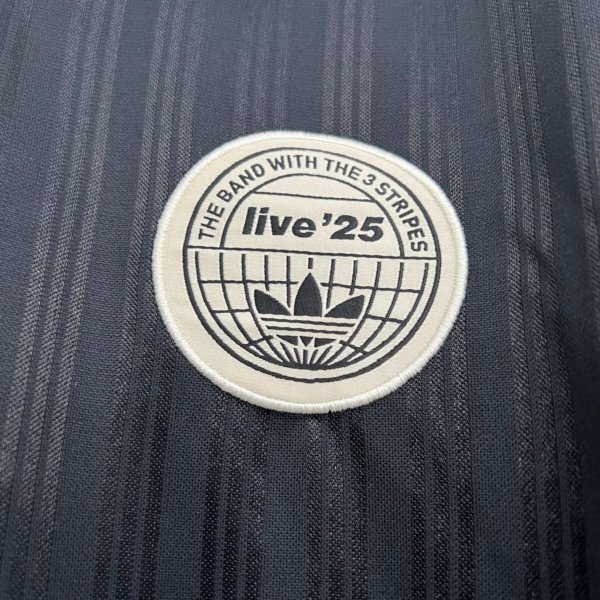 THE BAND WITH THE 3 STRIPES
live '25